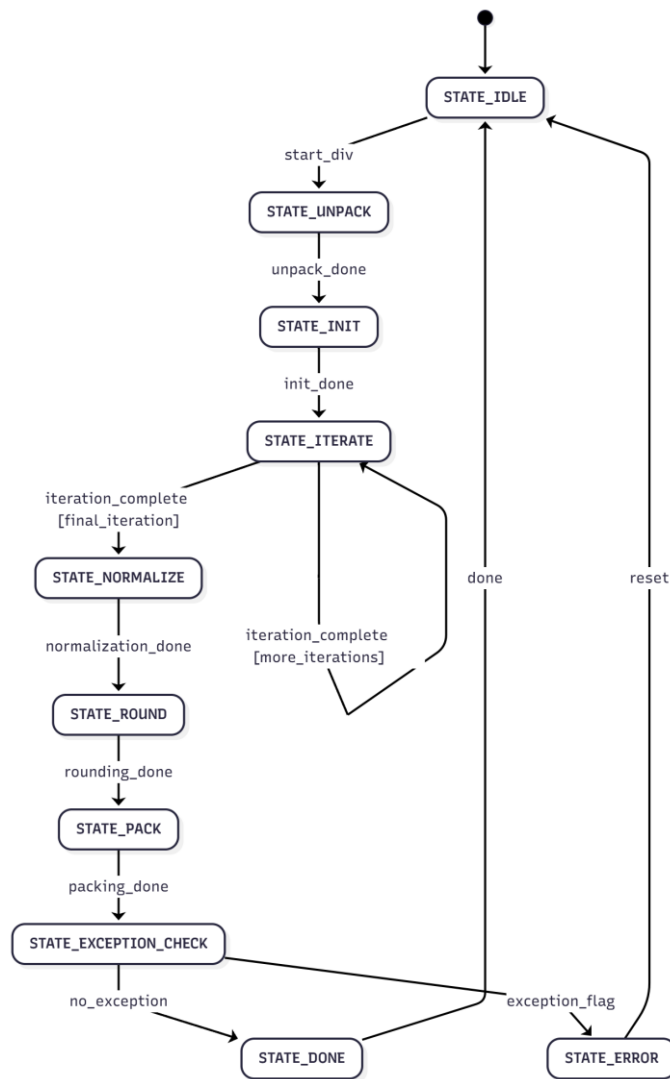 STATE_IDLE
start_div
STATE_UNPACK
unpack_done
STATE_INIT
init_done
STATE_ITERATE
iteration_complete
[final_iteration]
STATE_NORMALIZE
done
reset
normalization_done
iteration_complete
[more_iterations]
STATE_ROUND
rounding_done
STATE_PACK
packing_done
STATE_EXCEPTION_CHECK
no_exception
exception_flag
STATE_DONE
STATE_ERROR